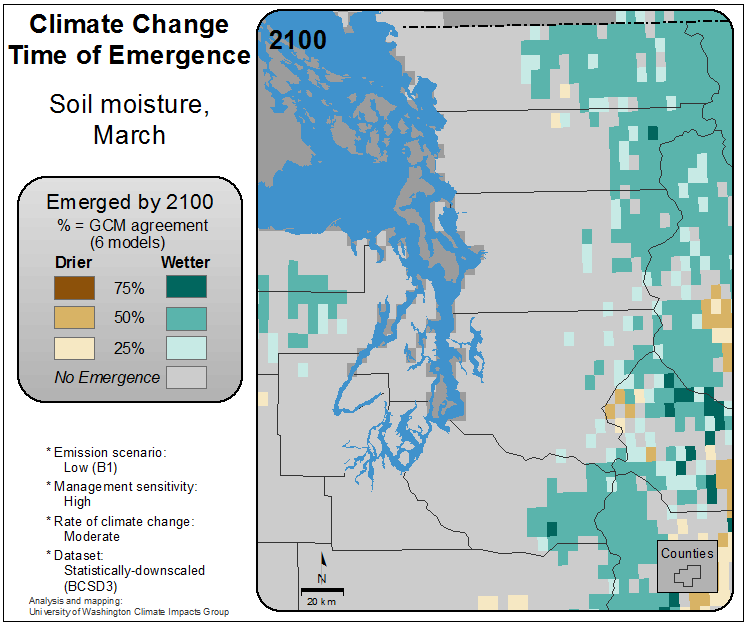 Climate Change
Time of Emergence
Soil moisture,
March
Emerged by 2100
% = GCM agreement
(6 models)
Drier Wetter
75%
50%
25%
No Emergence
* Emission scenario:
Low (B1)
* Management sensitivity:
High
* Rate of climate change:
Moderate
* Dataset:
Statistically-downscaled
(BCSD3)
Analysis and mapping:
University of Washington Climate Impacts Group
2100
N
20 km
Counties